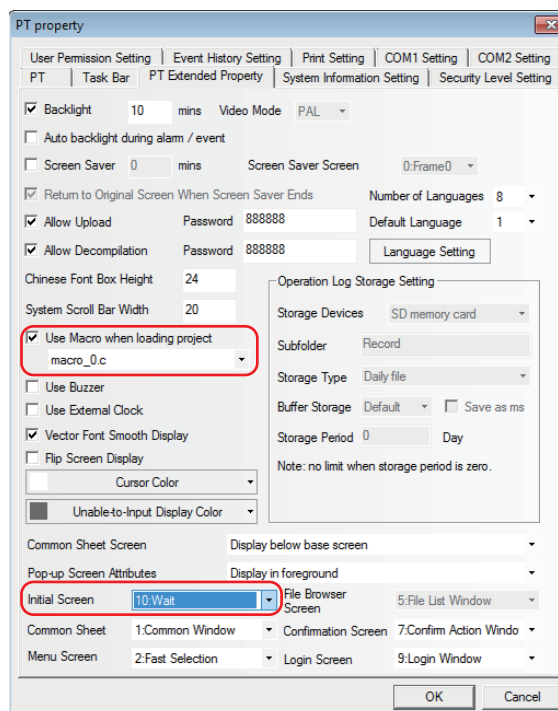 PT property
User Permission Setting Event History Setting Print Setting COM1 Setting COM2 Setting
PT Task Bar PT Extended Property System Information Setting Security Level Setting
Backlight 10 mins Video Mode PAL
Auto backlight during alarm / event
Screen Saver 0 mins Screen Saver Screen 0:Frame0
Return to Original Screen When Screen Saver Ends Number of Languages 8
Allow Upload Password 888888 Default Language 1
Allow Decompilation Password 888888 Language Setting
Chinese Font Box Height 24 Operation Log Storage Setting
System Scroll Bar Width 20 Storage Devices SD memory card
Use Macro when loading project
macro_0.c
Subfolder Record
Storage Type Daily file
Use Buzzer
Use External Clock
Buffer Storage Default Save as ms
Vector Font Smooth Display
Storage Period 0 Day
Flip Screen Display
Note: no limit when storage period is zero.
Cursor Color
Unable-to-Input Display Color
Common Sheet Screen Display below base screen
Pop-up Screen Attributes Display in foreground
Initial Screen 10:Wait File Browser Screen 5:File List Window
Common Sheet 1:Common Window Confirmation Screen 7:Confirm Action Windo
Menu Screen 2:Fast Selection Login Screen 9:Login Window
OK Cancel